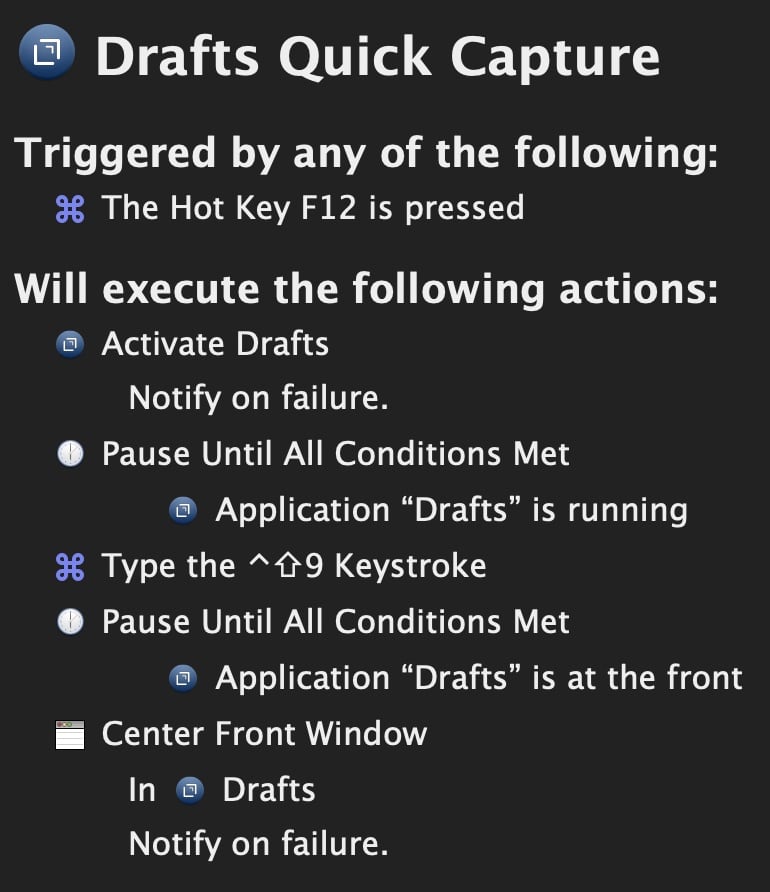 Drafts Quick Capture
Triggered by any of the following:
⌘ The Hot Key F12 is pressed
Will execute the following actions:
Activate Drafts
Notify on failure.
Pause Until All Conditions Met
Application “Drafts” is running
⌘ Type the ^⇧9 Keystroke
Pause Until All Conditions Met
Application “Drafts” is at the front
Center Front Window
In Drafts
Notify on failure.